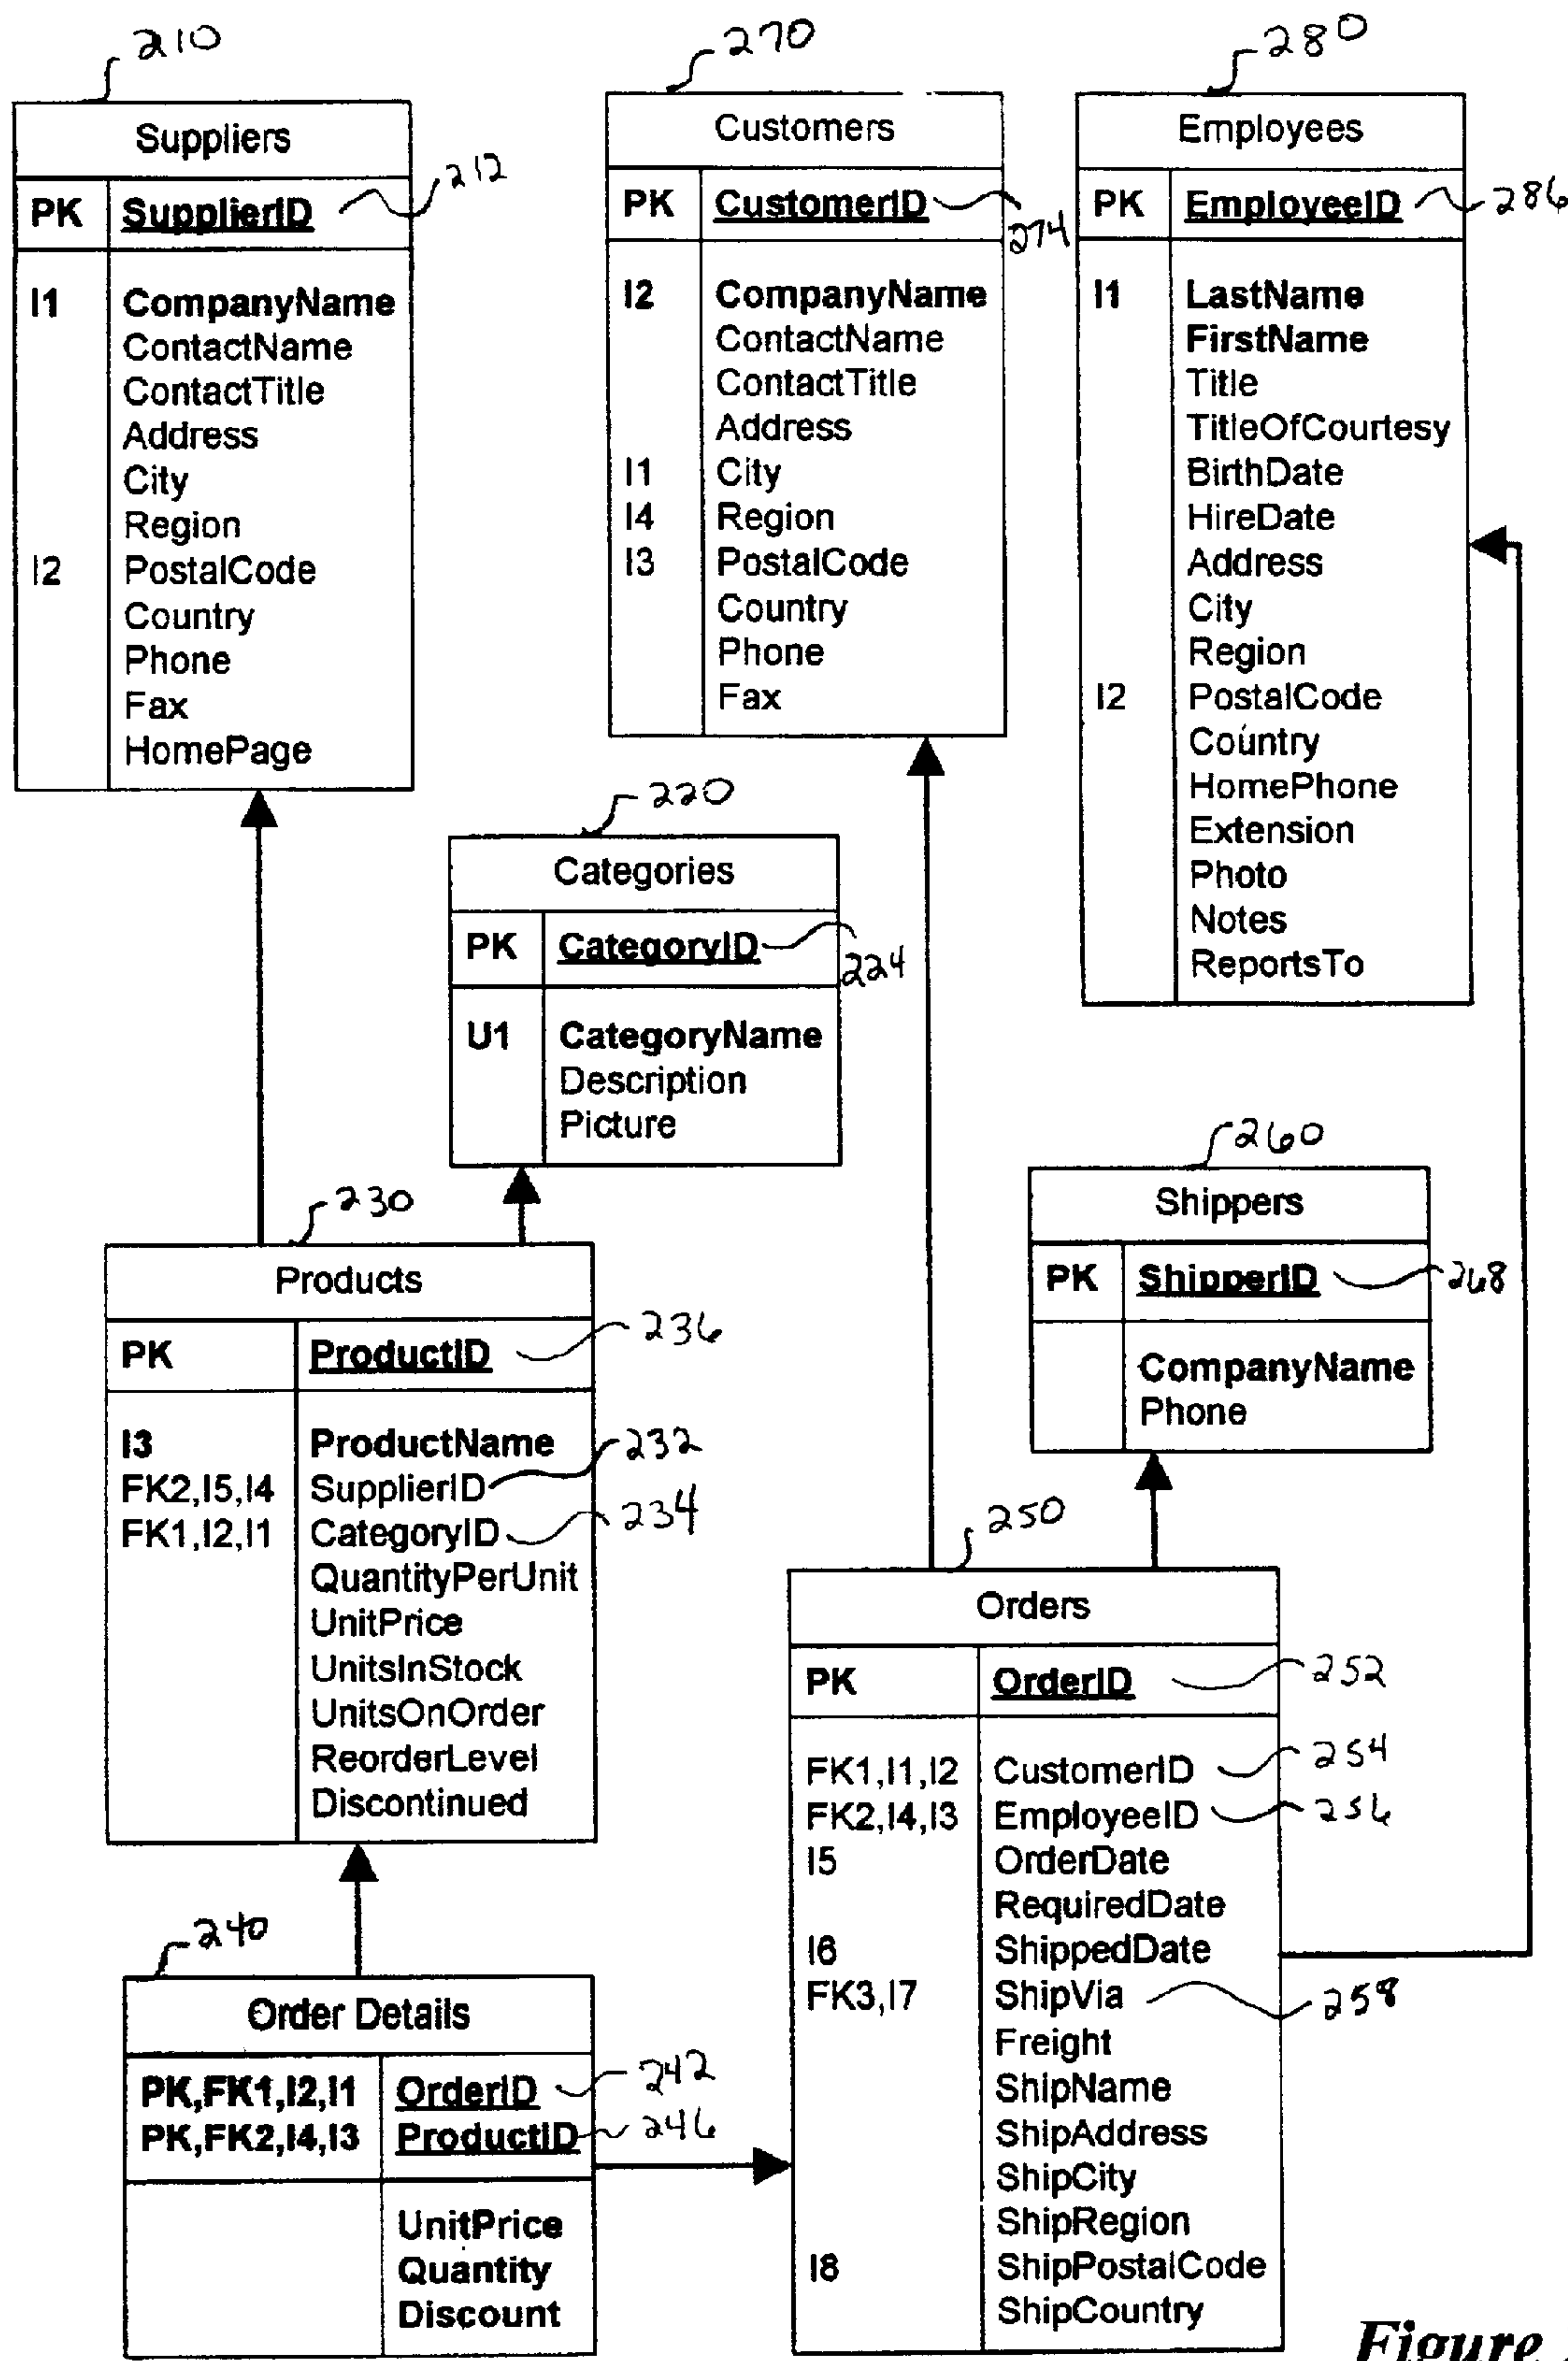 210
Suppliers
PK SupplierID 212
I1 CompanyName
ContactName
ContactTitle
Address
City
Region
I2 PostalCode
Country
Phone
Fax
HomePage
270
Customers
PK CustomerID 274
I2 CompanyName
ContactName
ContactTitle
Address
I1 City
I4 Region
I3 PostalCode
Country
Phone
Fax
280
Employees
PK EmployeeID 286
I1 LastName
FirstName
Title
TitleOfCourtesy
BirthDate
HireDate
Address
City
Region
I2 PostalCode
Country
HomePhone
Extension
Photo
Notes
ReportsTo
220
Categories
PK CategoryID 224
U1 CategoryName
Description
Picture
230
Products
PK ProductID 236
I3 ProductName
FK2,I5,I4 SupplierID 232
FK1,I2,I1 CategoryID 234
QuantityPerUnit
UnitPrice
UnitsInStock
UnitsOnOrder
ReorderLevel
Discontinued
260
Shippers
PK ShipperID 268
CompanyName
Phone
250
Orders
PK OrderID 252
FK1,I1,I2 CustomerID 254
FK2,I4,I3 EmployeeID 256
I5 OrderDate
RequiredDate
I6 ShippedDate
FK3,I7 ShipVia 258
Freight
ShipName
ShipAddress
ShipCity
ShipRegion
I8 ShipPostalCode
ShipCountry
240
Order Details
PK,FK1,I2,I1 OrderID 242
PK,FK2,I4,I3 ProductID 246
UnitPrice
Quantity
Discount
Figure